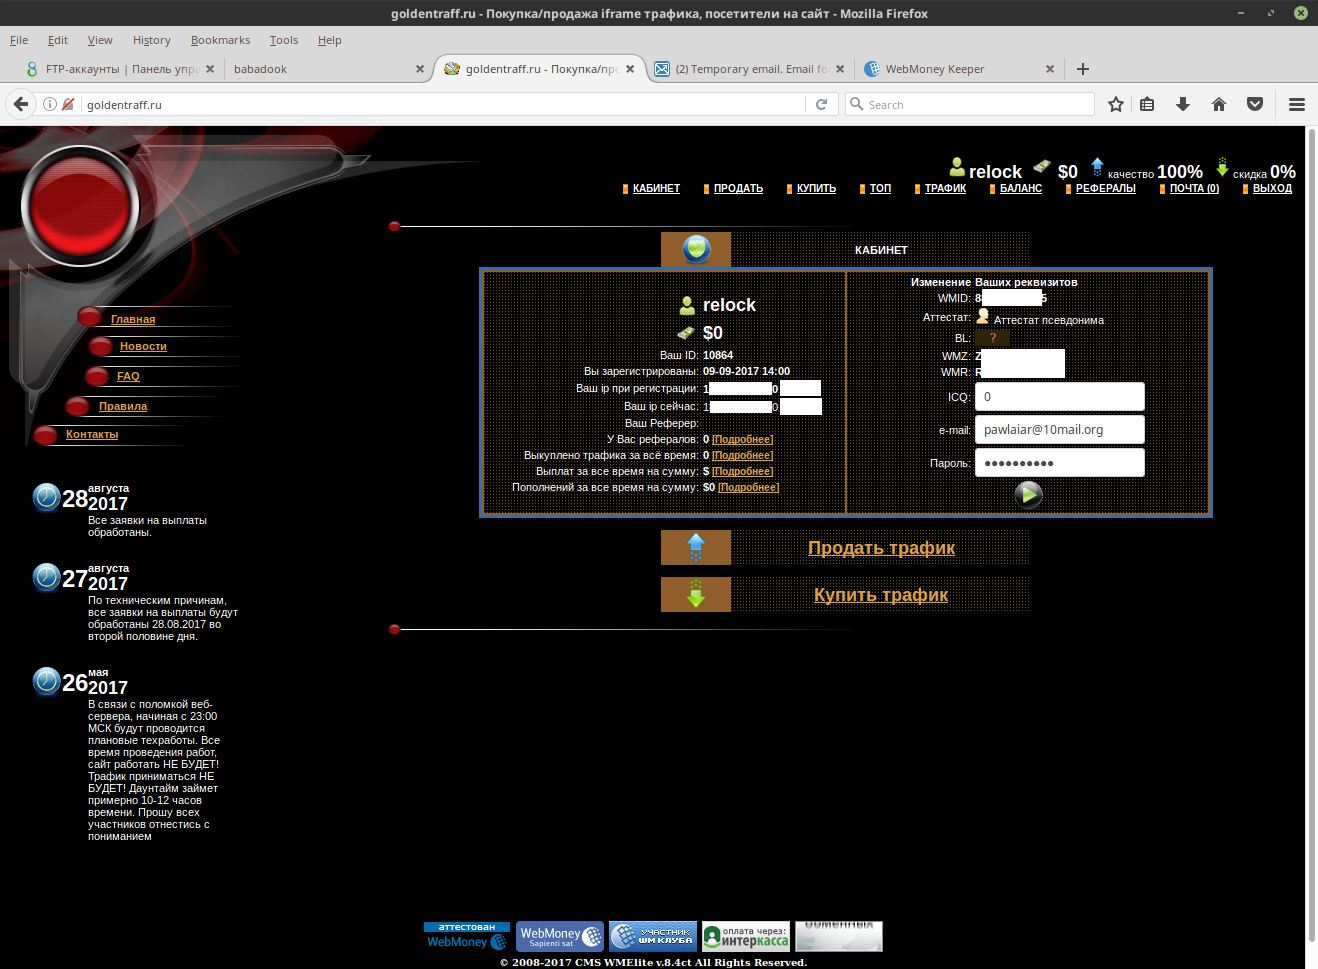 goldentraff.ru - Покупка/продажа iframe трафика, посетители на сайт - Mozilla Firefox
File Edit View History Bookmarks Tools Help
FTP-аккаунты | Панель упра
babadook
goldentraff.ru - Покупка/про
(2) Temporary email. Email fo
WebMoney Keeper
goldentraff.ru
Search
relock $0 качество 100% скидка 0%
КАБИНЕТ ПРОДАТЬ КУПИТЬ ТОП ТРАФИК БАЛАНС РЕФЕРАЛЫ ПОЧТА (0) ВЫХОД
Главная
Новости
FAQ
Правила
Контакты
28 августа
2017
Все заявки на выплаты
обработаны.
27 августа
2017
По техническим причинам,
все заявки на выплаты будут
обработаны 28.08.2017 во
второй половине дня.
26 мая
2017
В связи с поломкой веб-
сервера, начиная с 23:00
МСК будут проводится
плановые техработы. Все
время проведения работ,
сайт работать НЕ БУДЕТ!
Трафик приниматься НЕ
БУДЕТ! Даунтайм займет
примерно 10-12 часов
времени. Прошу всех
участников отнестись с
пониманием
КАБИНЕТ
relock
$0
Ваш ID: 10864
Вы зарегистрированы: 09-09-2017 14:00
Ваш ip при регистрации: 1 0
Ваш ip сейчас: 1 0
Ваш Реферер:
У Вас рефералов: 0 [Подробнее]
Выкуплено трафика за всё время: 0 [Подробнее]
Выплат за все время на сумму: $ [Подробнее]
Пополнений за все время на сумму: $0 [Подробнее]
Изменение Ваших реквизитов
WMID: 8 5
Аттестат: Аттестат псевдонима
BL: ?
WMZ: Z
WMR: R
ICQ: 0
e-mail: pawlaiar@10mail.org
Пароль: ●●●●●●●●●●
Продать трафик
Купить трафик
аттестован
WebMoney
WebMoney
Sapienti sat
УЧАСТНИК
WM КЛУБА
оплата через:
интеркасса
© 2008-2017 CMS WMElite v.8.4ct All Rights Reserved.